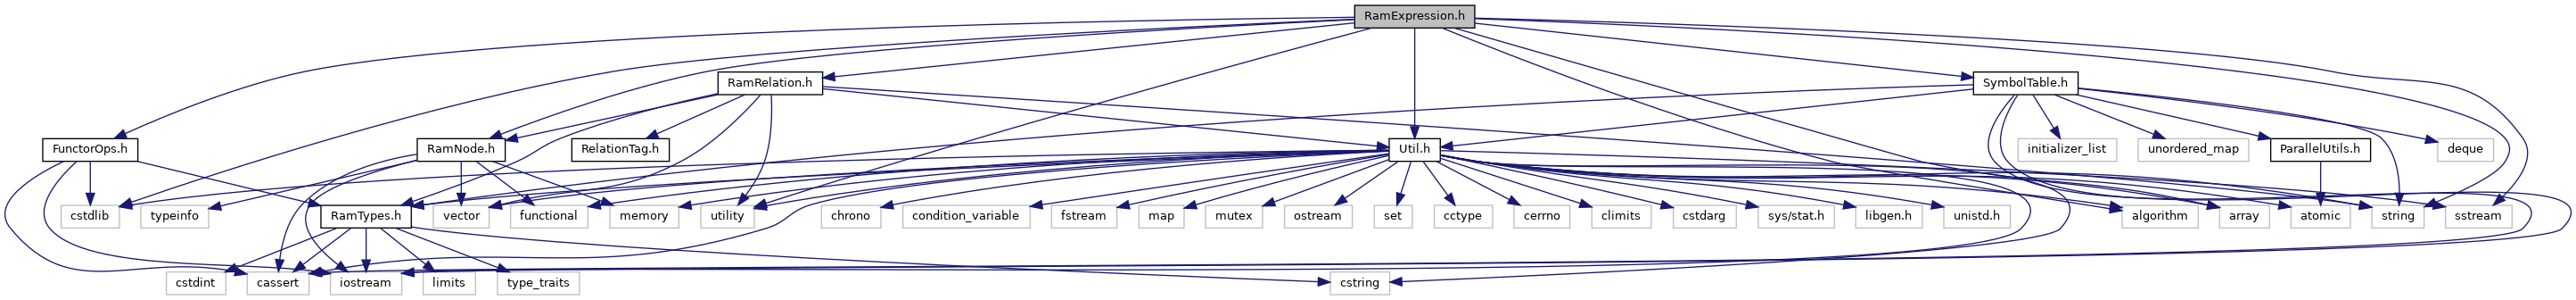 RamExpression.h
RamRelation.h
SymbolTable.h
FunctorOps.h
RamNode.h
RelationTag.h
Util.h
initializer_list
unordered_map
ParallelUtils.h
deque
cstdlib
typeinfo
RamTypes.h
vector
functional
memory
utility
chrono
condition_variable
fstream
map
mutex
ostream
set
cctype
cerrno
climits
cstdarg
sys/stat.h
libgen.h
unistd.h
algorithm
array
atomic
string
sstream
cstdint
cassert
iostream
limits
type_traits
cstring